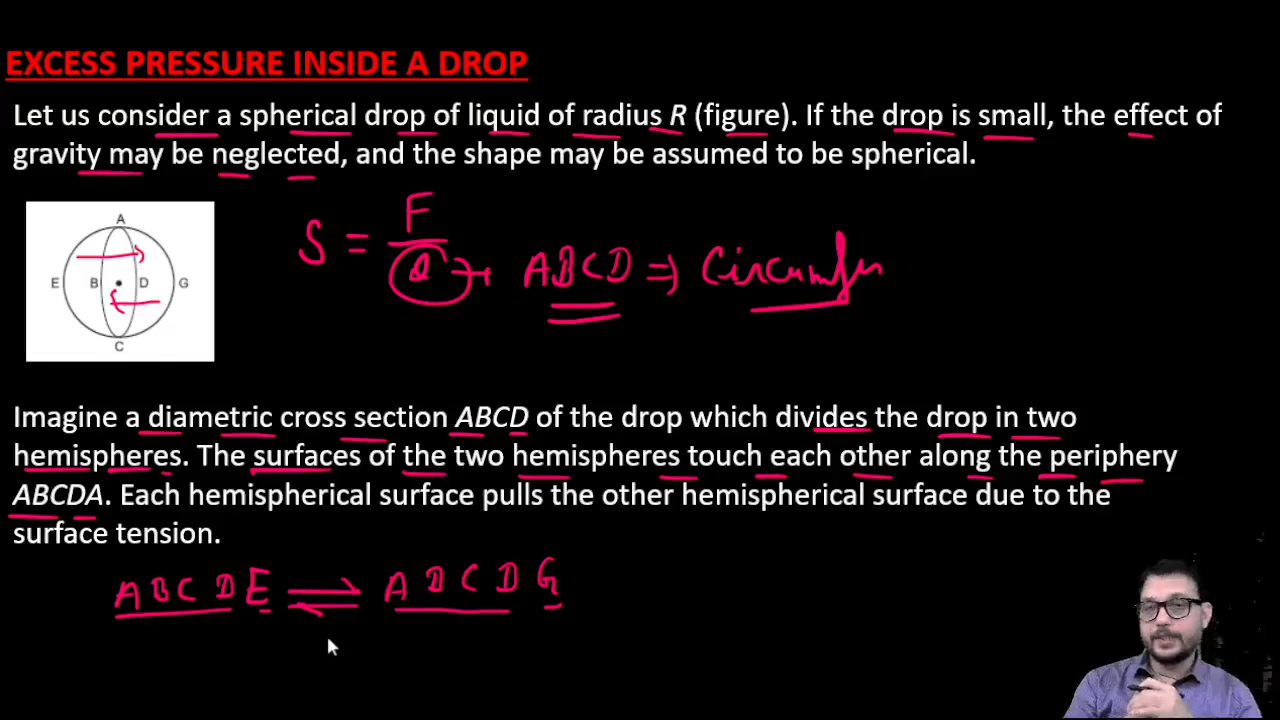 EXCESS PRESSURE INSIDE A DROP
Let us consider a spherical drop of liquid of radius R (figure). If the drop is small, the effect of
gravity may be neglected, and the shape may be assumed to be spherical.
A
E B D G
C
S = F / l → ABCD ⇒ Circumfer
Imagine a diametric cross section ABCD of the drop which divides the drop in two
hemispheres. The surfaces of the two hemispheres touch each other along the periphery
ABCDA. Each hemispherical surface pulls the other hemispherical surface due to the
surface tension.
ABCDE ⇌ ABCDG